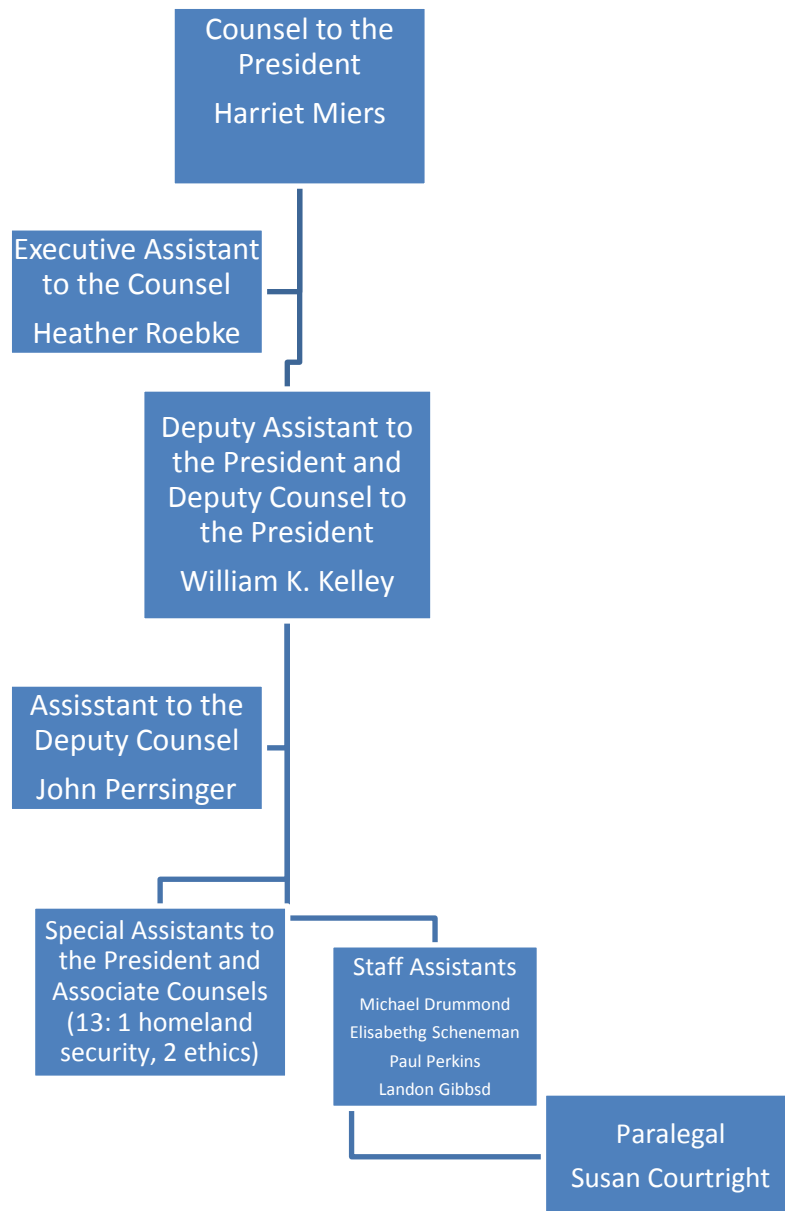 Counsel to the
President
Harriet Miers
Executive Assistant
to the Counsel
Heather Roebke
Deputy Assistant to
the President and
Deputy Counsel to
the President
William K. Kelley
Assisstant to the
Deputy Counsel
John Perrsinger
Special Assistants to
the President and
Associate Counsels
(13: 1 homeland
security, 2 ethics)
Staff Assistants
Michael Drummond
Elisabethg Scheneman
Paul Perkins
Landon Gibbsd
Paralegal
Susan Courtright